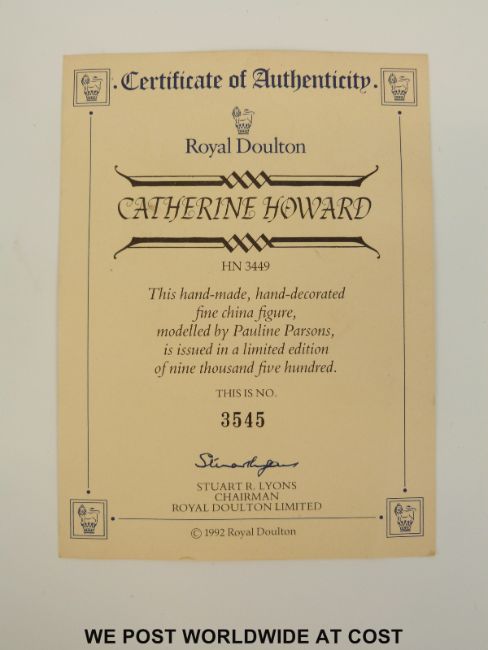 Certificate of Authenticity.
Royal Doulton
CATHERINE HOWARD
HN 3449
This hand-made, hand-decorated
fine china figure,
modelled by Pauline Parsons,
is issued in a limited edition
of nine thousand five hundred.
THIS IS NO.
3545
Stuart Lyons
STUART R. LYONS
CHAIRMAN
ROYAL DOULTON LIMITED
© 1992 Royal Doulton
WE POST WORLDWIDE AT COST